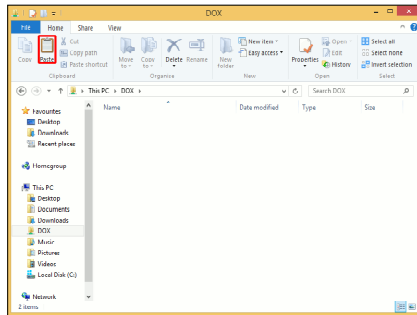 DOX
File Home Share View
Copy Paste Cut
Copy path
Paste shortcut
Move to Copy to Delete Rename New folder
New item
Easy access
Properties Open
Edit
History
Select all
Select none
Invert selection
Clipboard Organise New Open Select
This PC DOX Search DOX
Name Date modified Type Size
Favourites
Desktop
Downloads
Recent places
Homegroup
This PC
Desktop
Documents
Downloads
DOX
Music
Pictures
Videos
Local Disk (C:)
Network
2 items